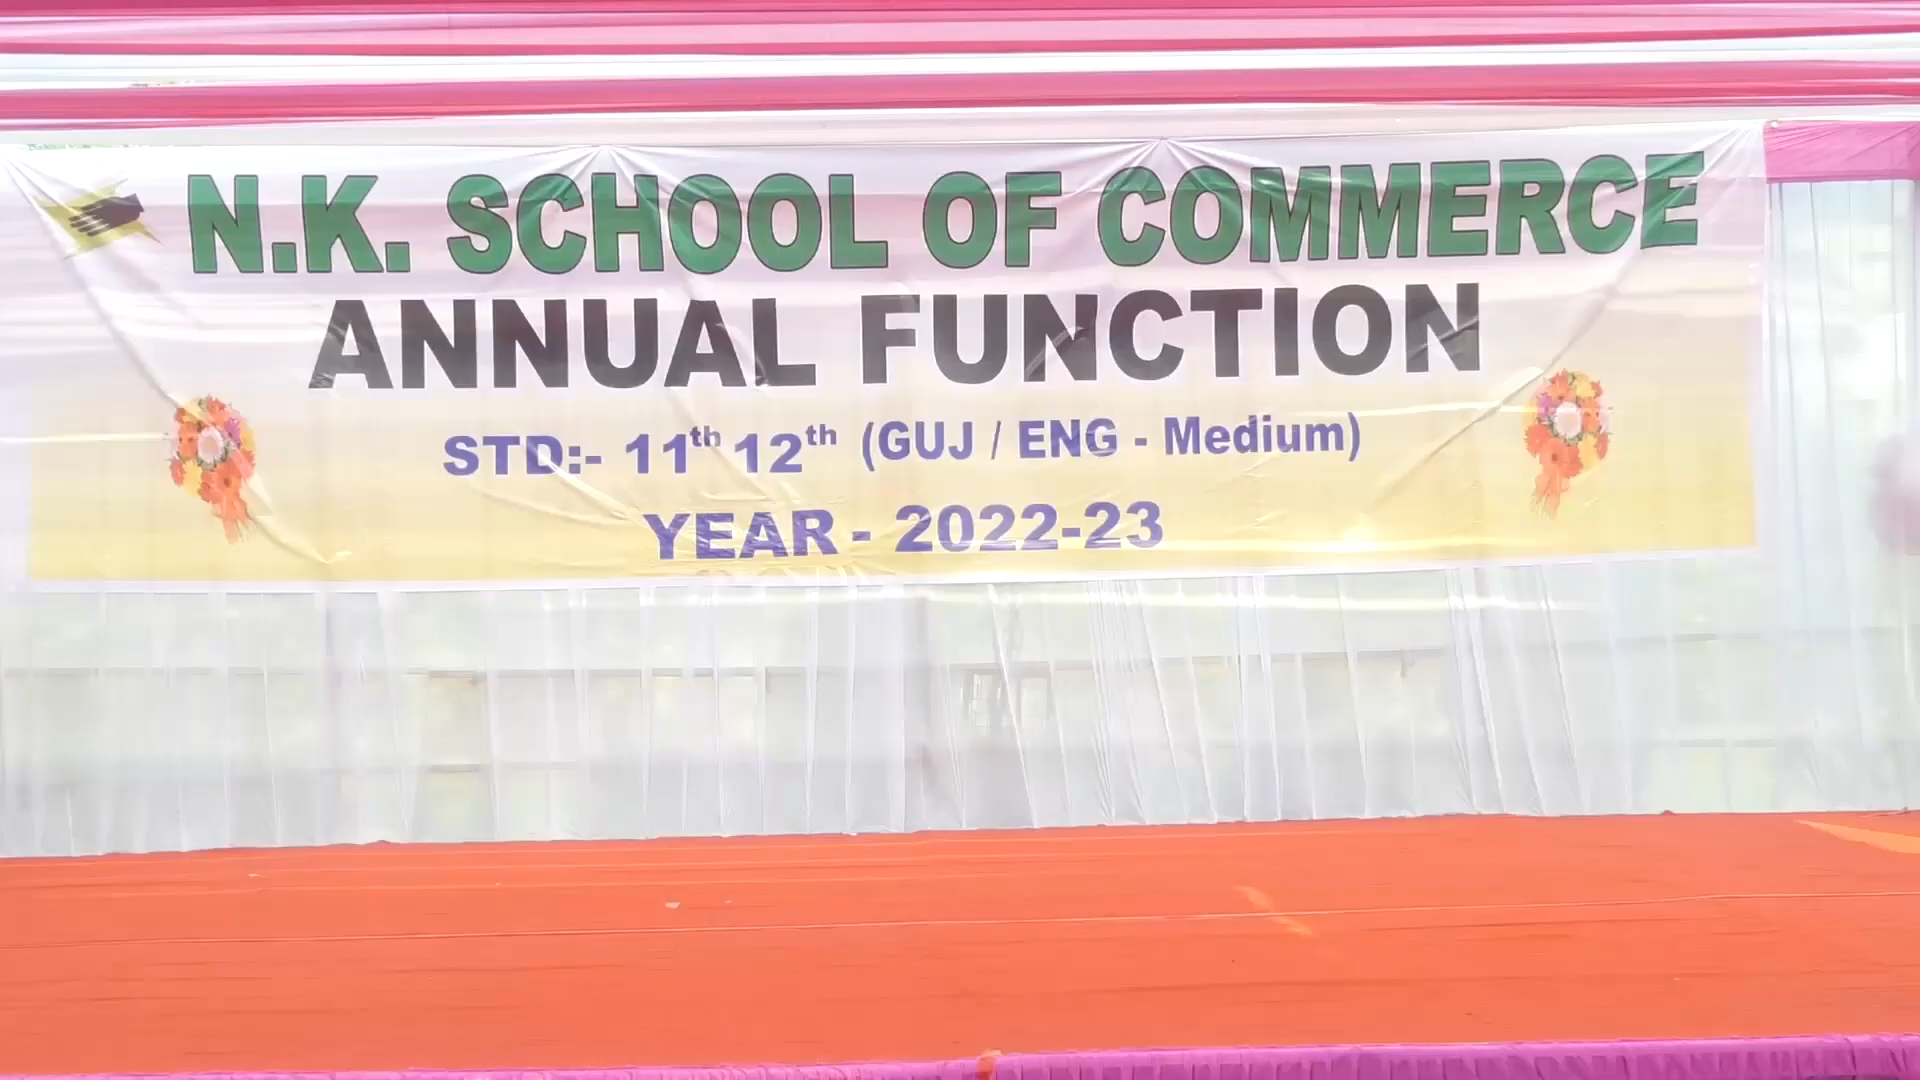 N.K. SCHOOL OF COMMERCE
ANNUAL FUNCTION
STD:- 11th 12th (GUJ / ENG - Medium)
YEAR - 2022-23